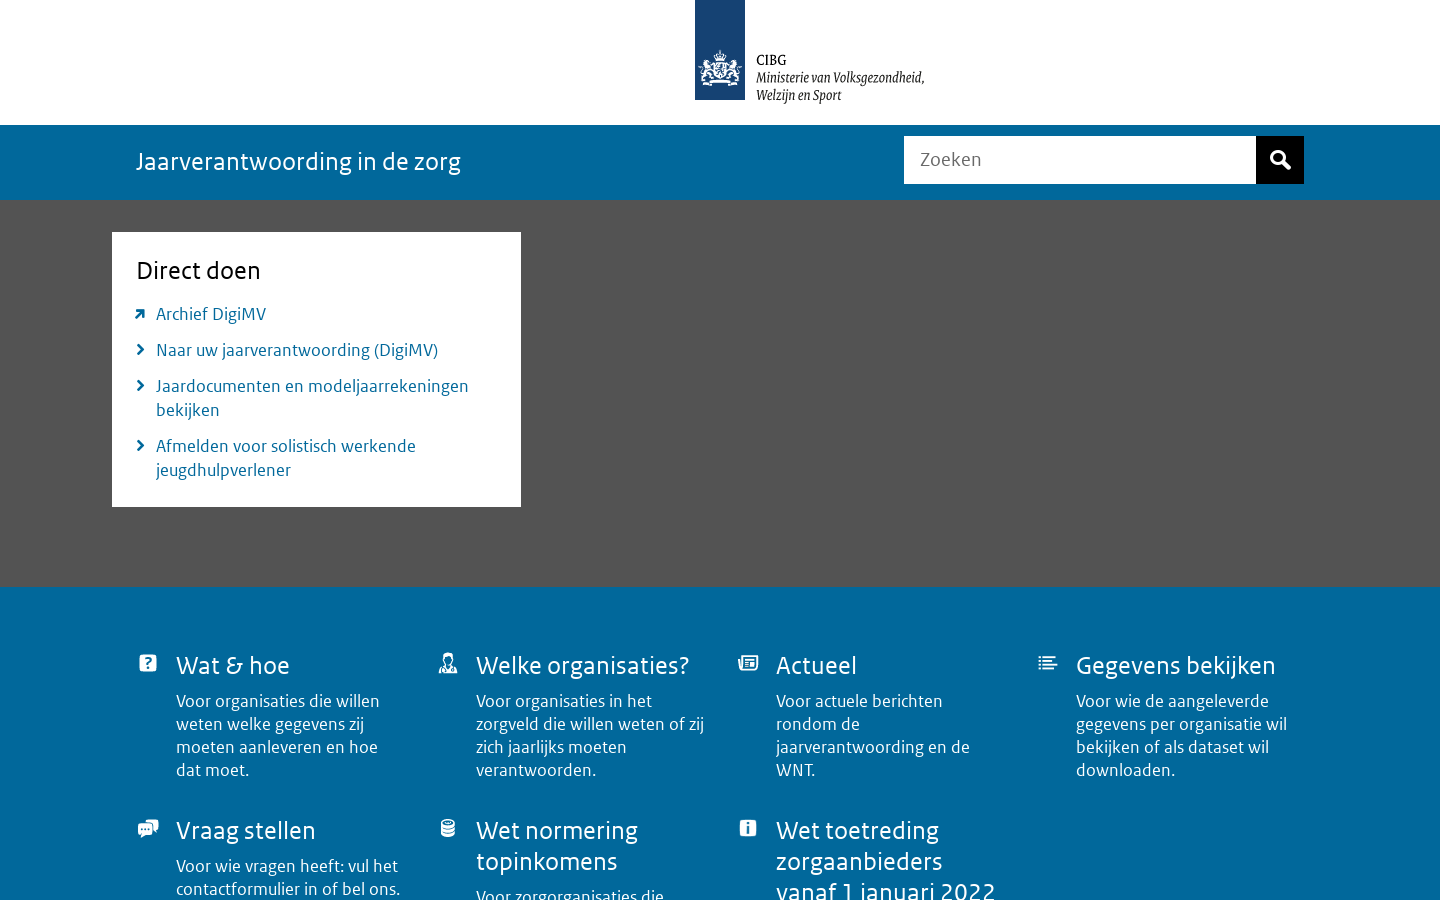 CIBG
Ministerie van Volksgezondheid,
Welzijn en Sport
Jaarverantwoording in de zorg
Zoeken
Direct doen
Archief DigiMV
Naar uw jaarverantwoording (DigiMV)
Jaardocumenten en modeljaarrekeningen
bekijken
Afmelden voor solistisch werkende
jeugdhulpverlener
Wat & hoe
Voor organisaties die willen
weten welke gegevens zij
moeten aanleveren en hoe
dat moet.
Welke organisaties?
Voor organisaties in het
zorgveld die willen weten of zij
zich jaarlijks moeten
verantwoorden.
Actueel
Voor actuele berichten
rondom de
jaarverantwoording en de
WNT.
Gegevens bekijken
Voor wie de aangeleverde
gegevens per organisatie wil
bekijken of als dataset wil
downloaden.
Vraag stellen
Voor wie vragen heeft: vul het
contactformulier in of bel ons.
Wet normering
topinkomens
Voor zorgorganisaties die
Wet toetreding
zorgaanbieders
vanaf 1 januari 2022